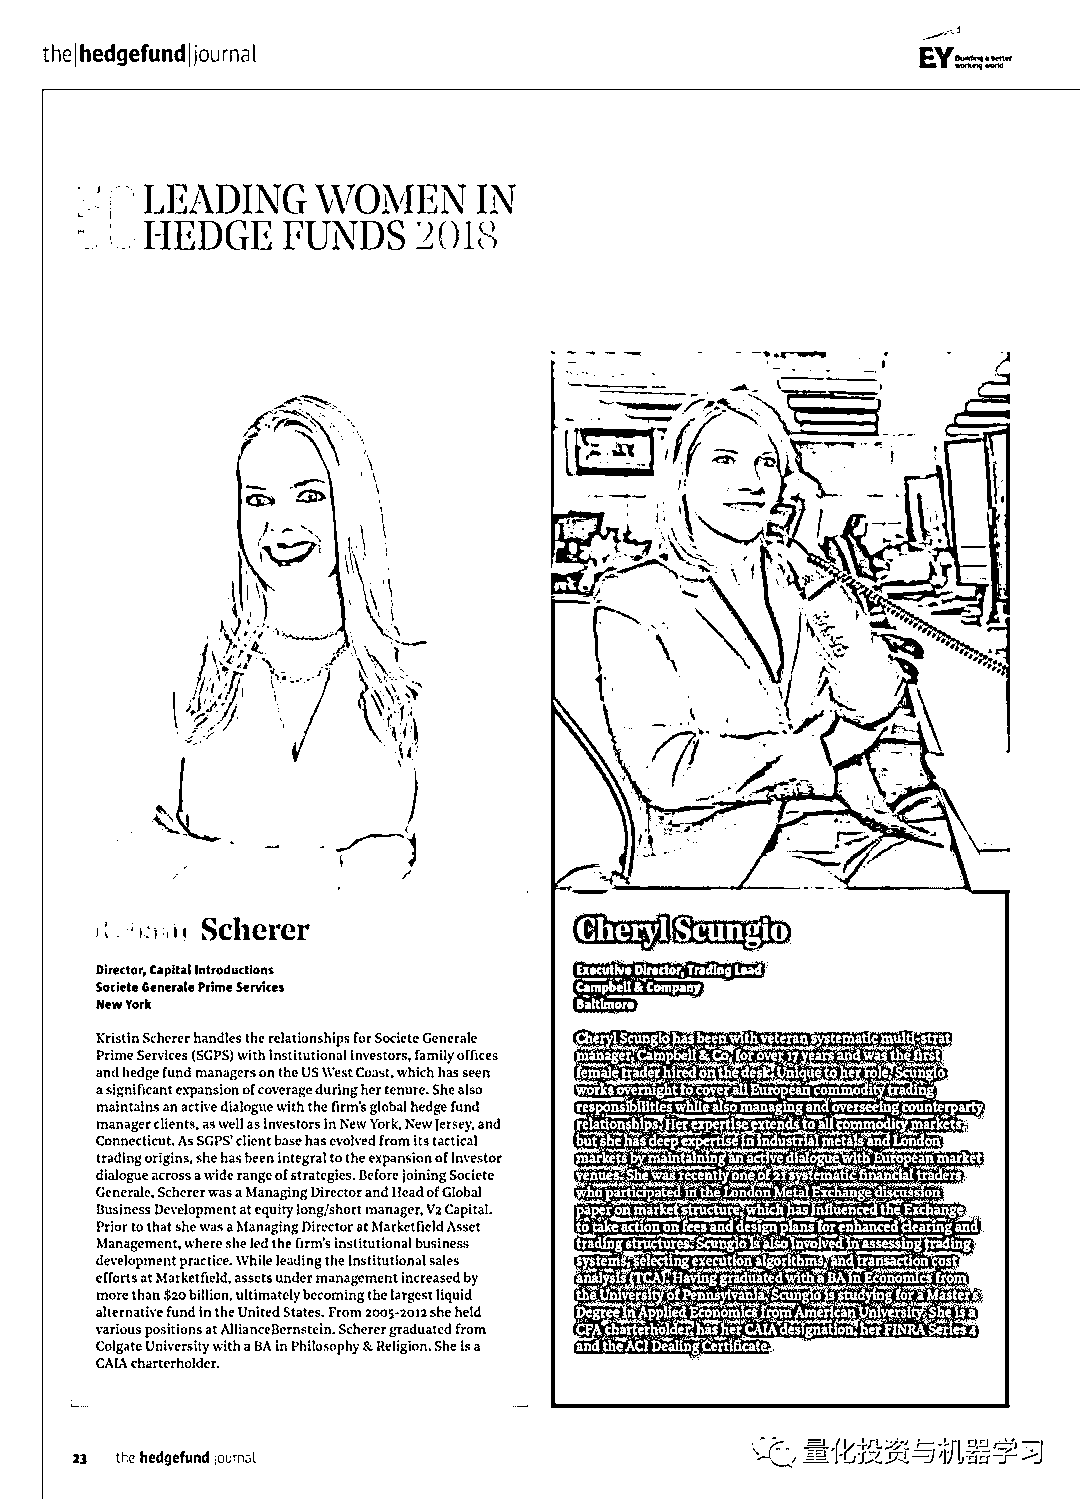 the|hedgefund|journal
EY Building a better
working world
LEADING WOMEN IN
HEDGE FUNDS 2018
Scherer
Director, Capital Introductions
Societe Generale Prime Services
New York
Kristin Scherer handles the relationships for Societe Generale
Prime Services (SGPS) with institutional investors, family offices
and hedge fund managers on the US West Coast, which has seen
a significant expansion of coverage during her tenure. She also
maintains an active dialogue with the firm's global hedge fund
manager clients, as well as investors in New York, New Jersey, and
Connecticut. As SGPS' client base has evolved from its tactical
trading origins, she has been integral to the expansion of investor
dialogue across a wide range of strategies. Before joining Societe
Generale, Scherer was a Managing Director and Head of Global
Business Development at equity long/short manager, V2 Capital.
Prior to that she was a Managing Director at Marketfield Asset
Management, where she led the firm's institutional business
development practice. While leading the institutional sales
efforts at Marketfield, assets under management increased by
more than $20 billion, ultimately becoming the largest liquid
alternative fund in the United States. From 2005-2012 she held
various positions at AllianceBernstein. Scherer graduated from
Colgate University with a BA in Philosophy & Religion. She is a
CAIA charterholder.
Cheryl Scungio
Executive Director, Trading Lead
Campbell & Company
Baltimore
Cheryl Scungio has been with veteran systematic multi-strat
manager, Campbell & Co, for over 17 years and was the first
female trader hired on the desk. Unique to her role, Scungio
works overnight to cover all European commodity trading
responsibilities while also managing and overseeing counterparty
relationships. Her expertise extends to all commodity markets,
but she has deep expertise in industrial metals and London
markets by maintaining an active dialogue with European market
venues. She was recently one of 21 systematic financial traders
who participated in the London Metal Exchange discussion
paper on market structure, which has influenced the Exchange
to take action on fees and design plans for enhanced clearing and
trading structures. Scungio is also involved in assessing trading
systems, selecting execution algorithms, and transaction cost
analysis (TCA). Having graduated with a BA in Economics from
the University of Pennsylvania, Scungio is studying for a Master's
Degree in Applied Economics from American University. She is a
CFA charterholder, has her CAIA designation, her FINRA Series 4
and the ACI Dealing Certificate.
23 the hedgefund journal
量化投资与机器学习